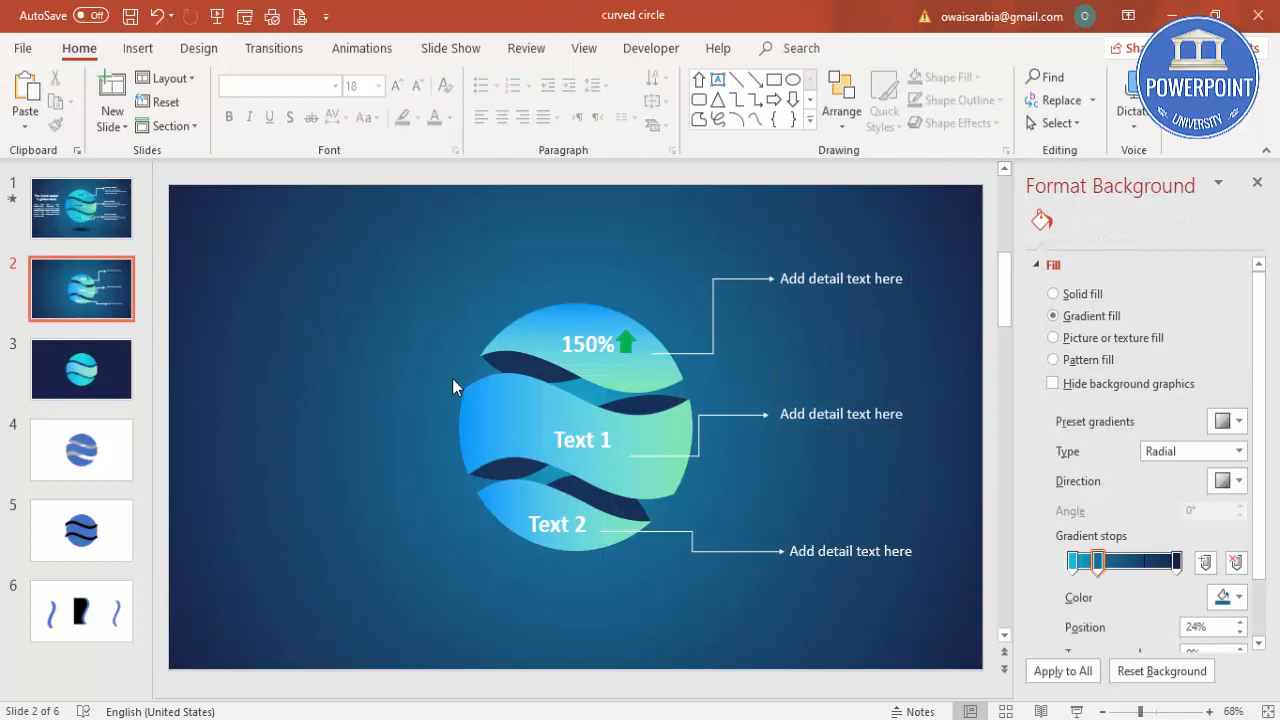 AutoSave Off
curved circle
owaisarabia@gmail.com
O
File Home Insert Design Transitions Animations Slide Show Review View Developer Help Search
Paste
New
Slide
Layout
Reset
Section
18
Arrange
Quick
Styles
Shape Fill
Shape Outline
Shape Effects
Find
Replace
Select
Clipboard Slides Font Paragraph Drawing Editing Voice
POWERPOINT
UNIVERSITY
1
2
3
4
5
6
150%
Text 1
Text 2
Add detail text here
Add detail text here
Add detail text here
Format Background
Fill
Solid fill
Gradient fill
Picture or texture fill
Pattern fill
Hide background graphics
Preset gradients
Type Radial
Direction
Angle 0°
Gradient stops
Color
Position 24%
Apply to All Reset Background
Slide 2 of 6 English (United States) Notes 68%